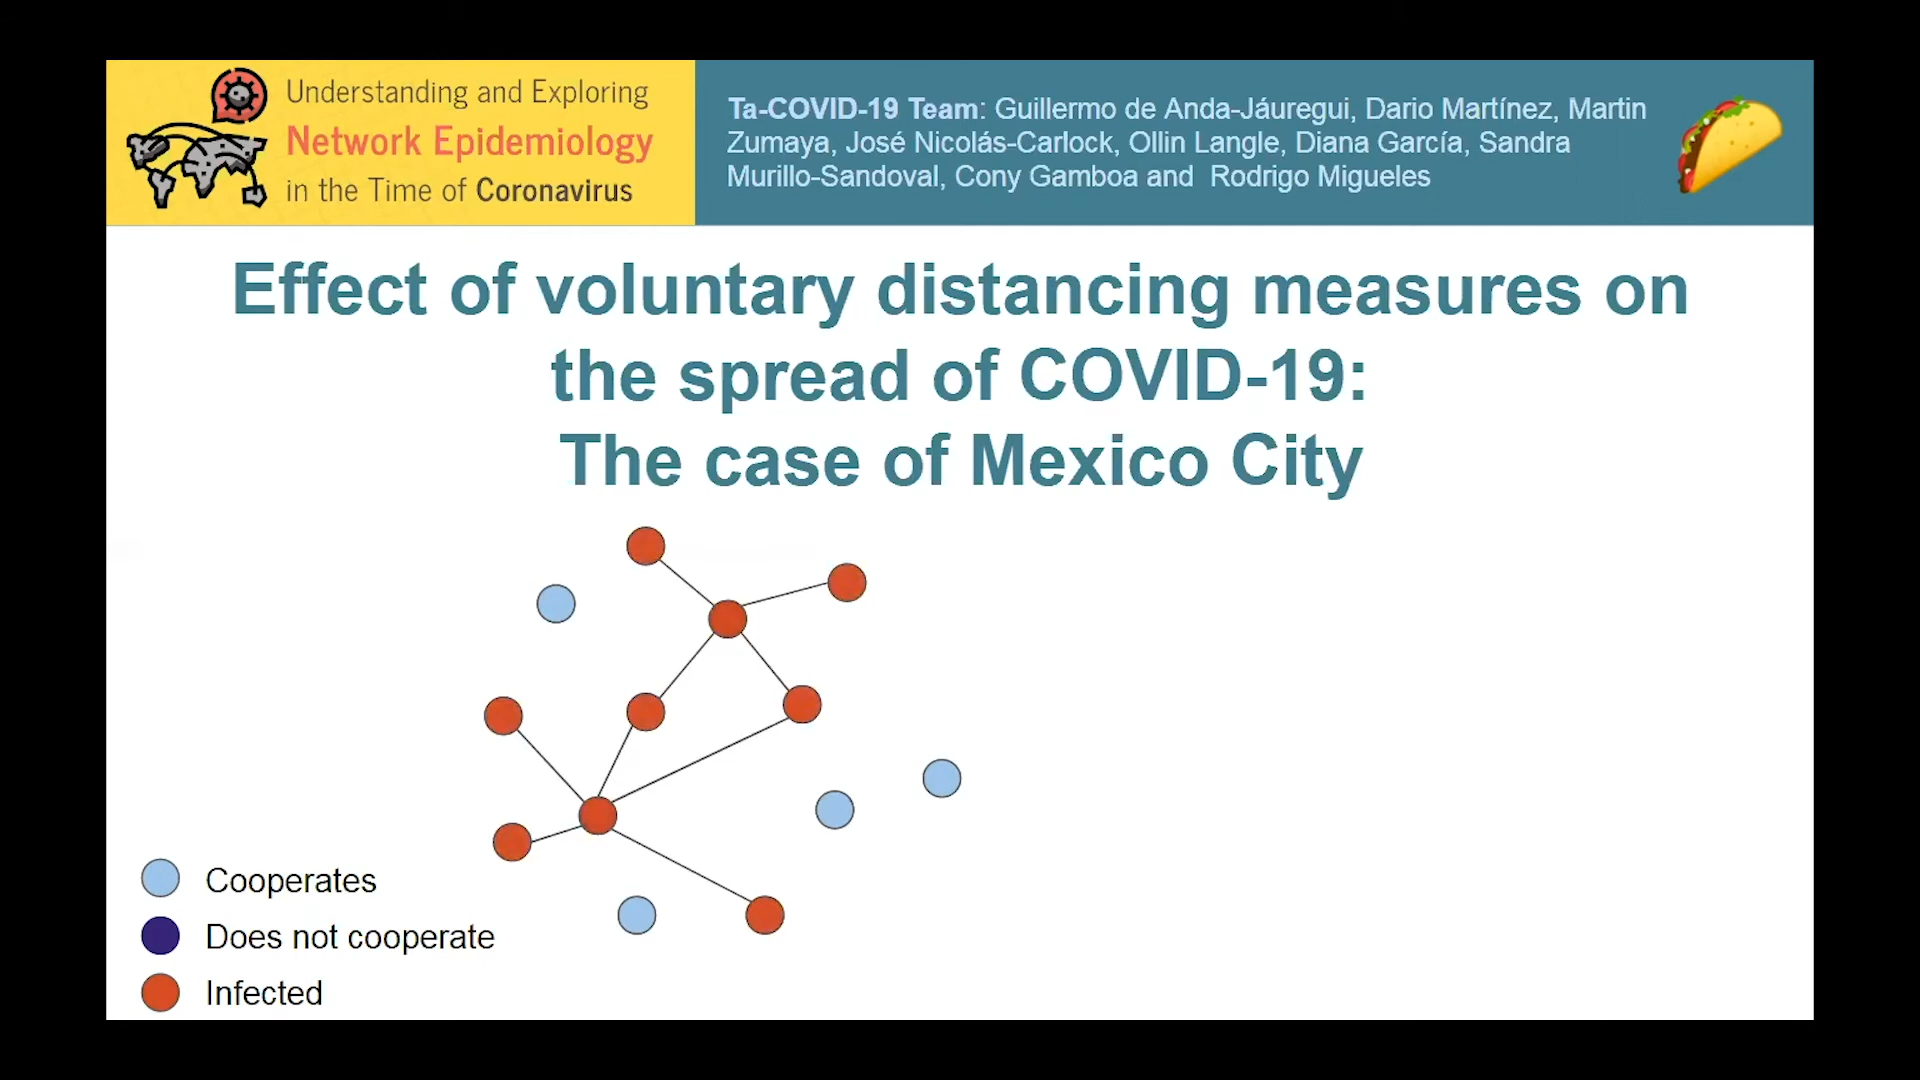 Understanding and Exploring
Network Epidemiology
in the Time of Coronavirus
Ta-COVID-19 Team: Guillermo de Anda-Jáuregui, Dario Martínez, Martin
Zumaya, José Nicolás-Carlock, Ollin Langle, Diana García, Sandra
Murillo-Sandoval, Cony Gamboa and Rodrigo Migueles
Effect of voluntary distancing measures on
the spread of COVID-19:
The case of Mexico City
Cooperates
Does not cooperate
Infected